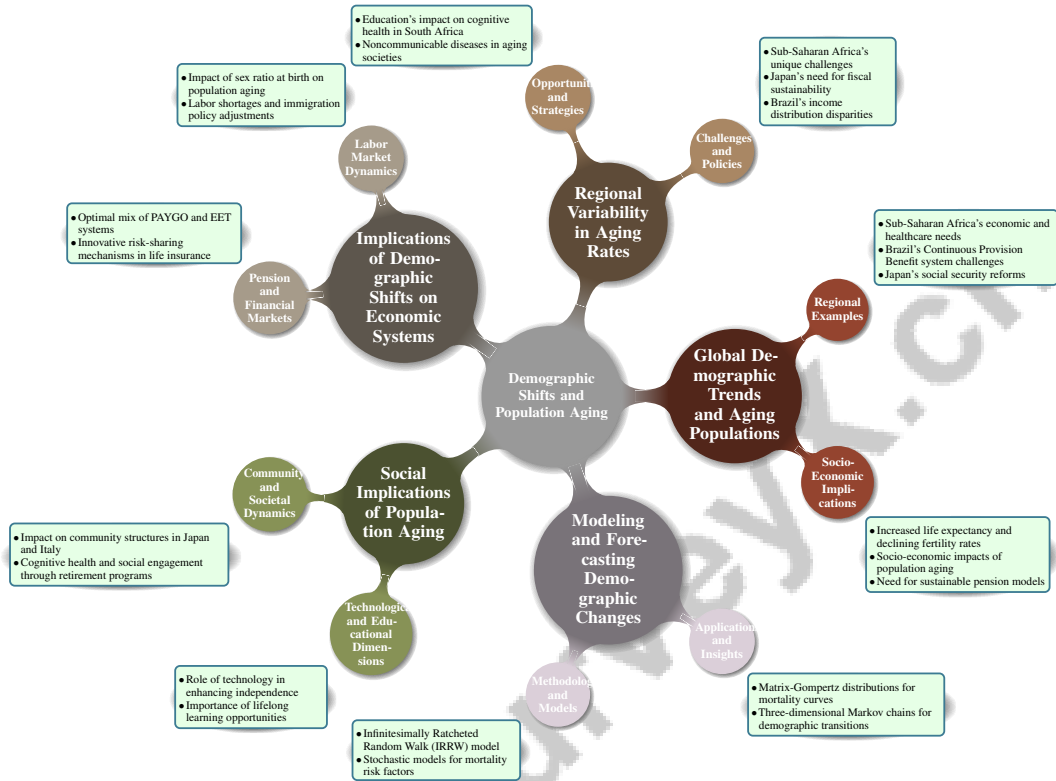 ● Education's impact on cognitive
health in South Africa
● Noncommunicable diseases in aging
societies
● Impact of sex ratio at birth on
population aging
● Labor shortages and immigration
policy adjustments
Labor
Market
Dynamics
● Optimal mix of PAYGO and EET
systems
● Innovative risk-sharing
mechanisms in life insurance
Pension
and
Financial
Markets
Implications
of Demo-
graphic
Shifts on
Economic
Systems
Opportuniti
and
Strategies
● Sub-Saharan Africa's
unique challenges
● Japan's need for fiscal
sustainability
● Brazil's income
distribution disparities
Challenges
and
Policies
Regional
Variability
in Aging
Rates
● Sub-Saharan Africa's economic and
healthcare needs
● Brazil's Continuous Provision
Benefit system challenges
● Japan's social security reforms
Regional
Examples
Global De-
mographic
Trends
and Aging
Populations
Demographic
Shifts and
Population Aging
Socio-
Economic
Impli-
cations
● Increased life expectancy and
declining fertility rates
● Socio-economic impacts of
population aging
● Need for sustainable pension models
Community
and
Societal
Dynamics
Social
Implications
of Popula-
tion Aging
● Impact on community structures in Japan
and Italy
● Cognitive health and social engagement
through retirement programs
Technologic
and Edu-
cational
Dimen-
sions
● Role of technology in
enhancing independence
● Importance of lifelong
learning opportunities
Modeling
and Fore-
casting
Demo-
graphic
Changes
Application
and
Insights
● Matrix-Gompertz distributions for
mortality curves
● Three-dimensional Markov chains for
demographic transitions
Methodolog
and
Models
● Infinitesimally Ratcheted
Random Walk (IRRW) model
● Stochastic models for mortality
risk factors